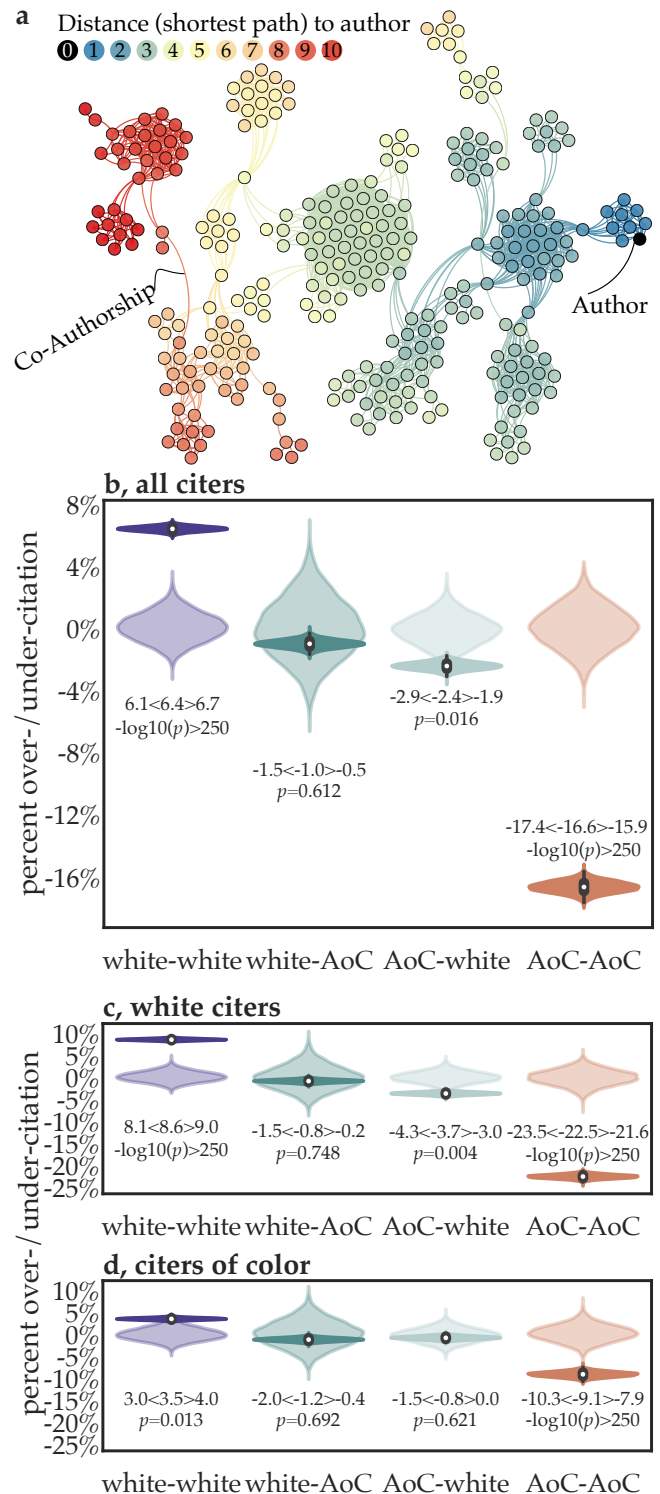 a
Distance (shortest path) to author
0 1 2 3 4 5 6 7 8 9 10
Co-Authorship
Author
b, all citers
percent over-/under-citation
8%
4%
0%
-4%
-8%
-12%
-16%
6.1<6.4>6.7
-log10(p)>250
-1.5<-1.0>-0.5
p=0.612
-2.9<-2.4>-1.9
p=0.016
-17.4<-16.6>-15.9
-log10(p)>250
white-white white-AoC AoC-white AoC-AoC
c, white citers
percent over-/under-citation
10%
5%
0%
-5%
-10%
-15%
-20%
-25%
8.1<8.6>9.0
-log10(p)>250
-1.5<-0.8>-0.2
p=0.748
-4.3<-3.7>-3.0
p=0.004
-23.5<-22.5>-21.6
-log10(p)>250
white-white white-AoC AoC-white AoC-AoC
d, citers of color
10%
5%
0%
-5%
-10%
-15%
-20%
-25%
3.0<3.5>4.0
p=0.013
-2.0<-1.2>-0.4
p=0.692
-1.5<-0.8>0.0
p=0.621
-10.3<-9.1>-7.9
-log10(p)>250
white-white white-AoC AoC-white AoC-AoC